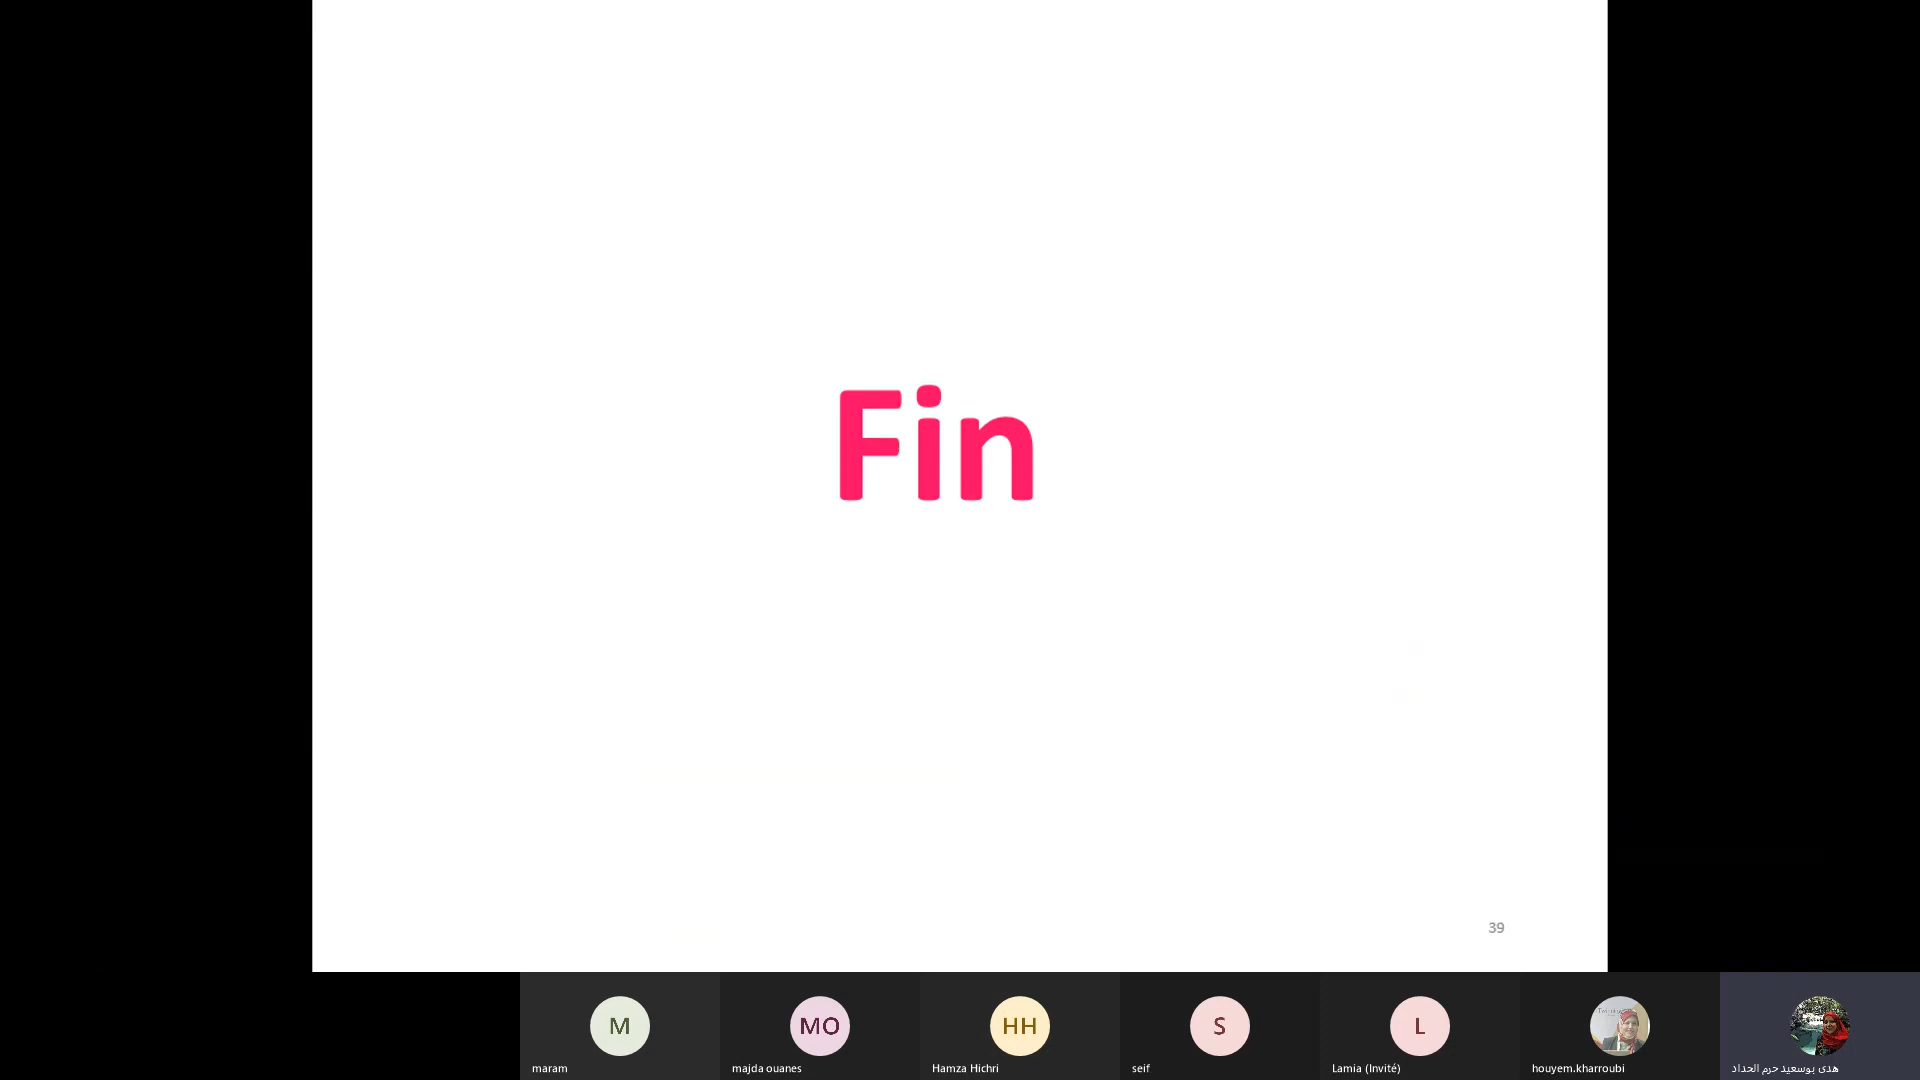 Fin
39
M
MO
HH
S
L
maram
majda ouanes
Hamza Hichri
seif
Lamia (Invité)
houyem.kharroubi
هدى بوسعيد حرم الحداد